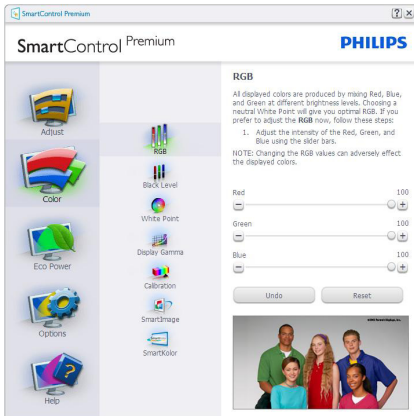 SmartControl Premium
?
SmartControl Premium
PHILIPS
Adjust
Color
Eco Power
Options
Help
RGB
Black Level
White Point
Display Gamma
Calibration
SmartImage
SmartKolor
RGB
All displayed colors are produced by mixing Red, Blue,
and Green at different brightness levels. Choosing a
neutral White Point will give you optimal RGB. If you
prefer to adjust the RGB now, follow these steps:
1. Adjust the intensity of the Red, Green, and
Blue using the slider bars.
NOTE: Changing the RGB values can adversely effect
the displayed colors.
Red 100
Green 100
Blue 100
Undo Reset